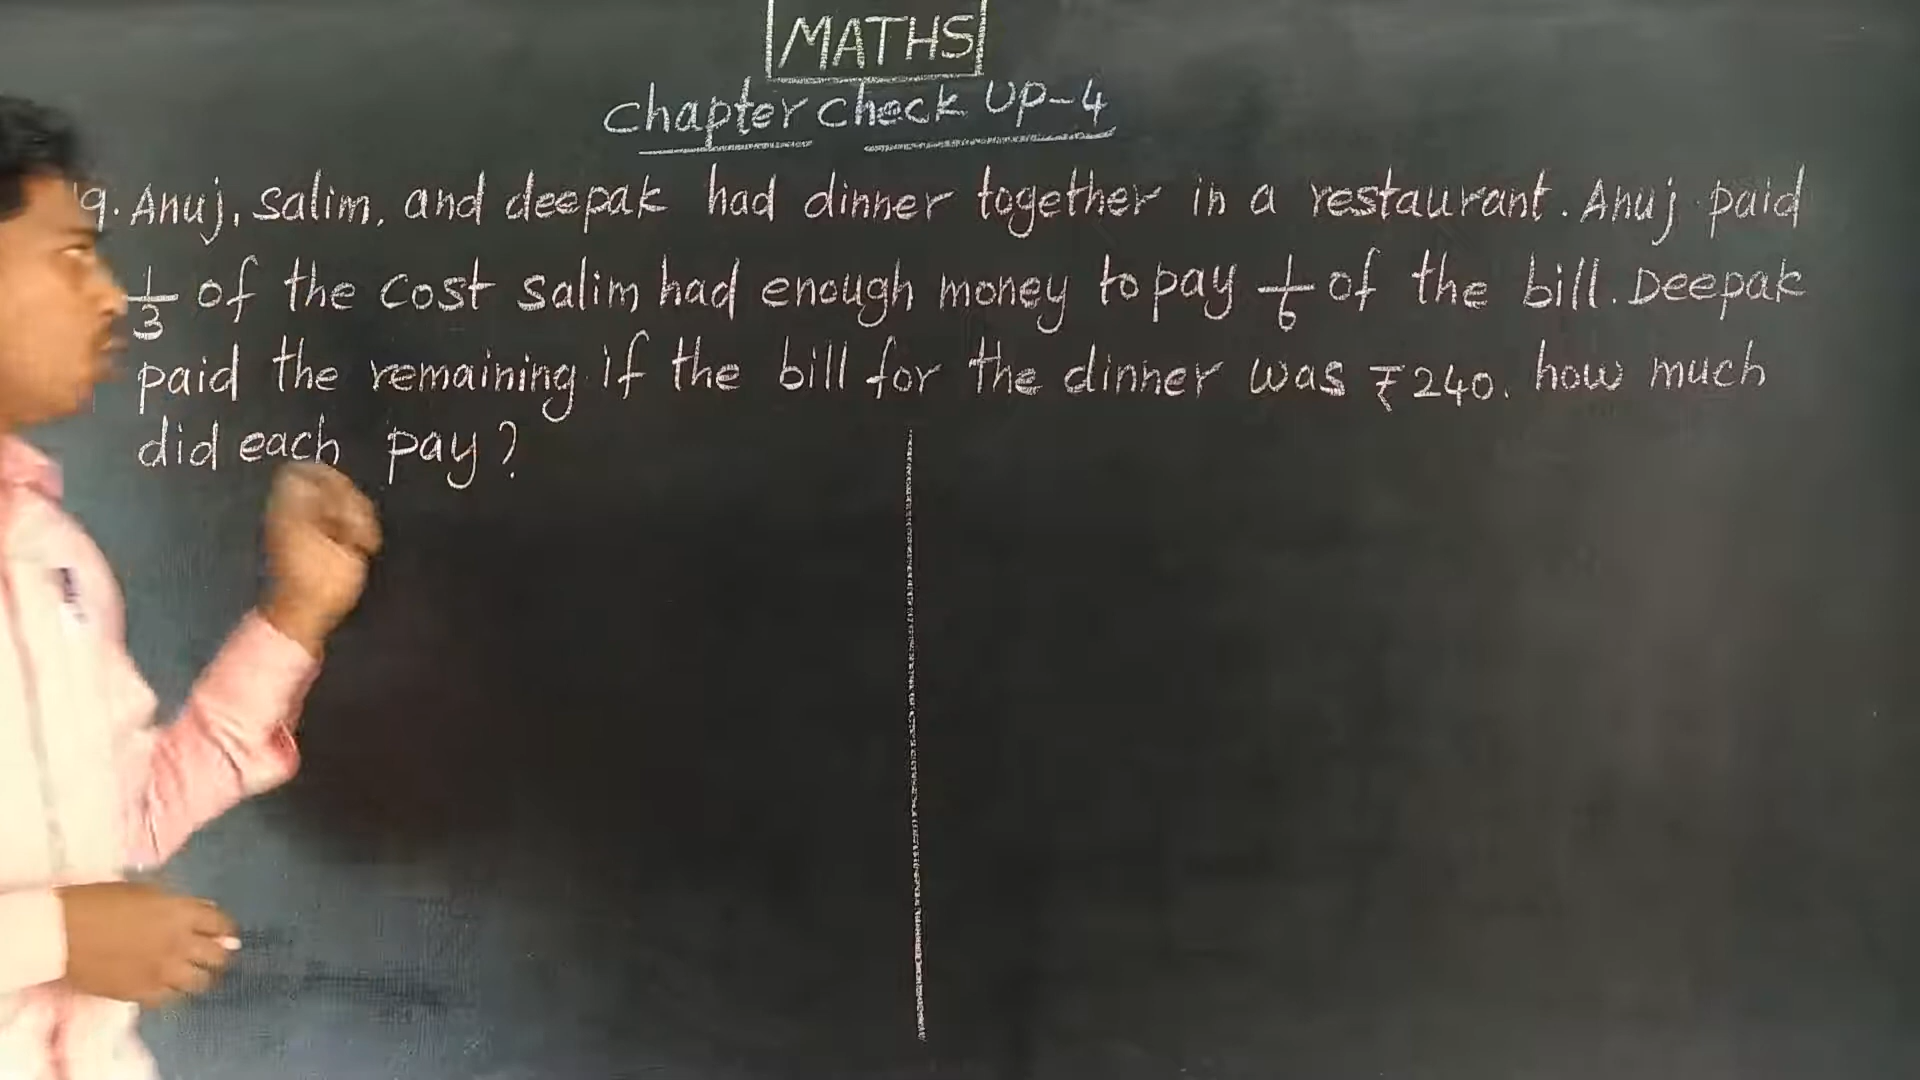 MATHS
Chapter Check UP-4
9. Anuj, Salim, and deepak had dinner together in a restaurant. Anuj paid
1/3 of the cost salim had enough money to pay 1/6 of the bill. Deepak
paid the remaining if the bill for the dinner was ₹240. how much
did each pay?